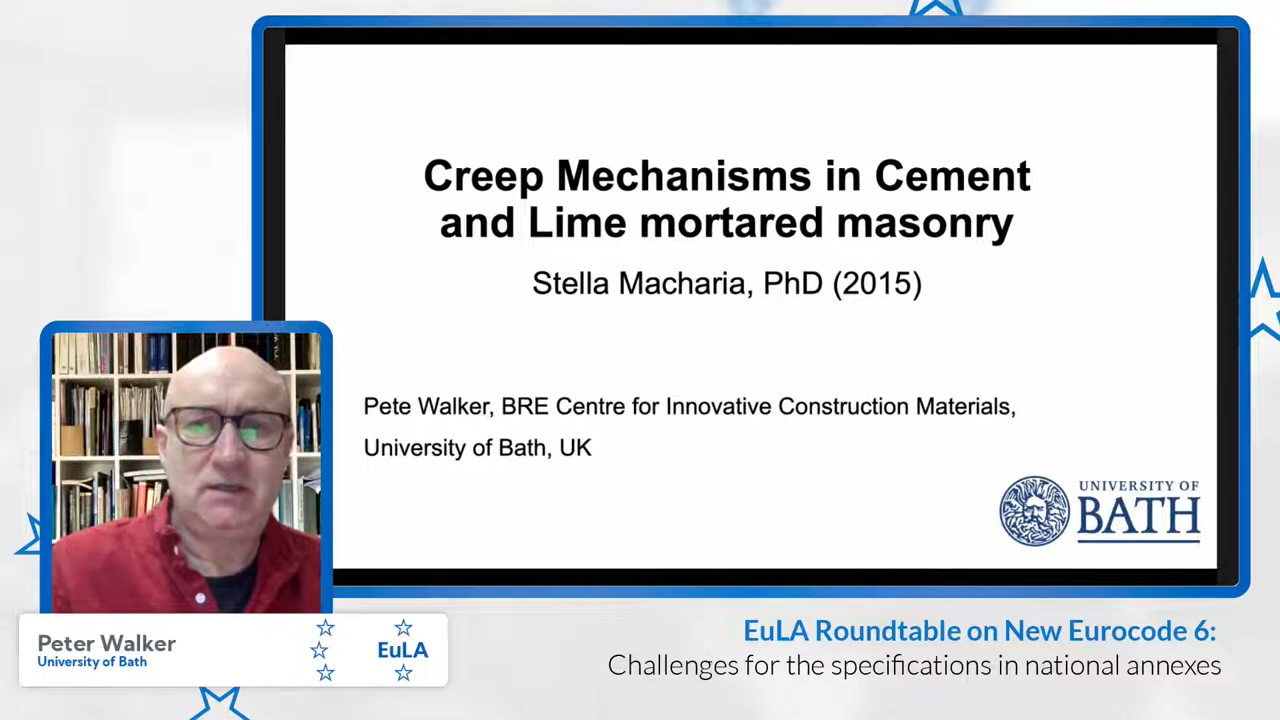 Creep Mechanisms in Cement
and Lime mortared masonry
Stella Macharia, PhD (2015)
Pete Walker, BRE Centre for Innovative Construction Materials,
University of Bath, UK
UNIVERSITY OF
BATH
Peter Walker
University of Bath
EuLA
EuLA Roundtable on New Eurocode 6:
Challenges for the specifications in national annexes